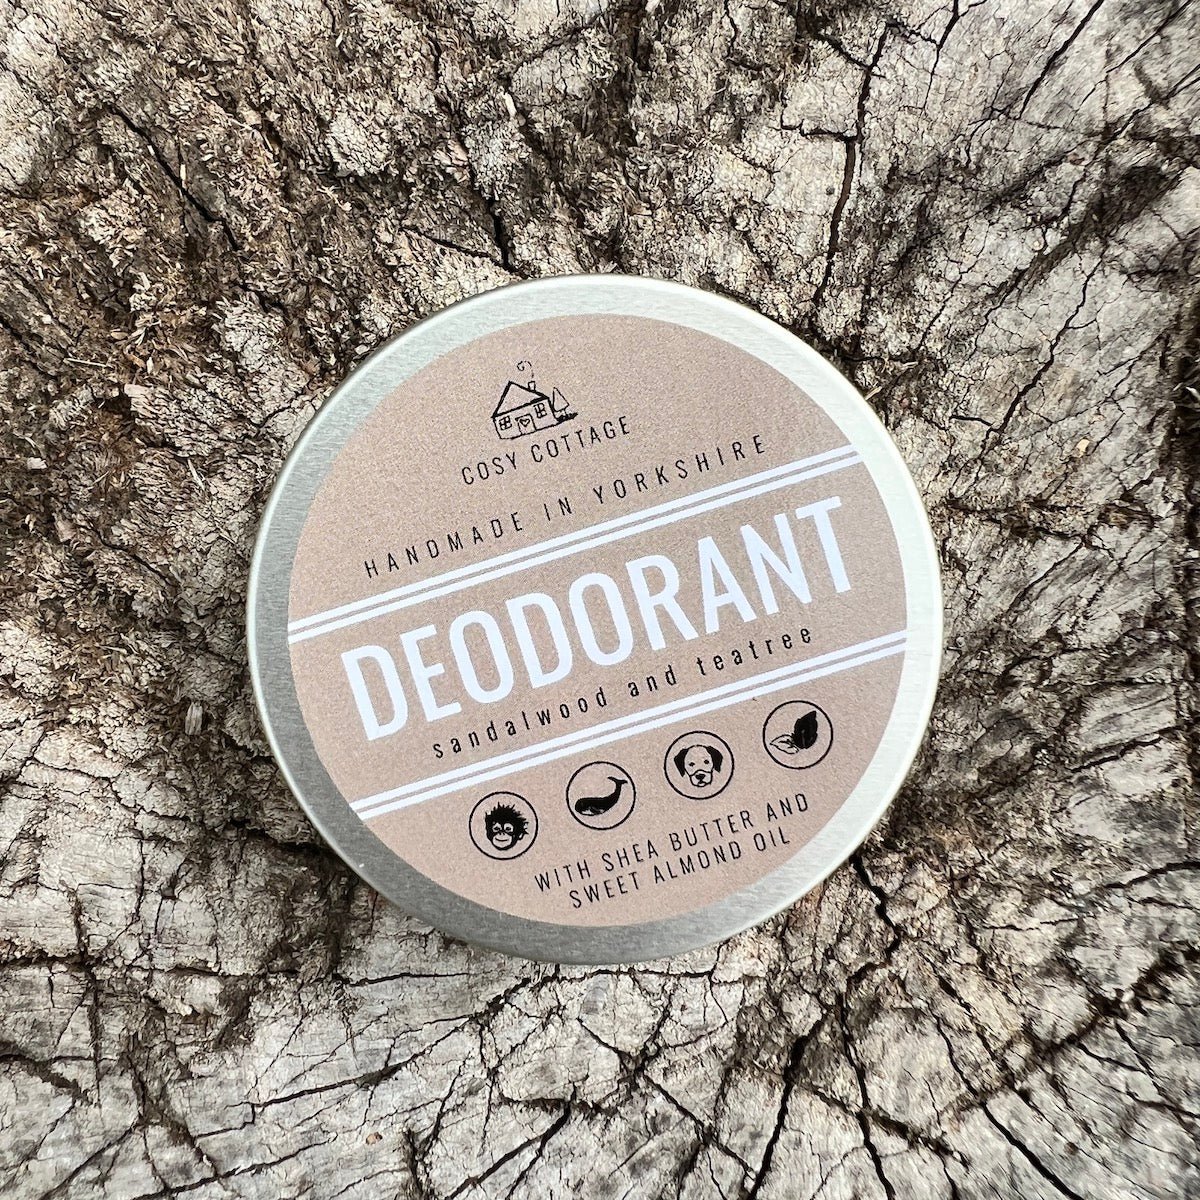 COSY COTTAGE
HANDMADE IN YORKSHIRE
DEODORANT
sandalwood and teatree
WITH SHEA BUTTER AND
SWEET ALMOND OIL